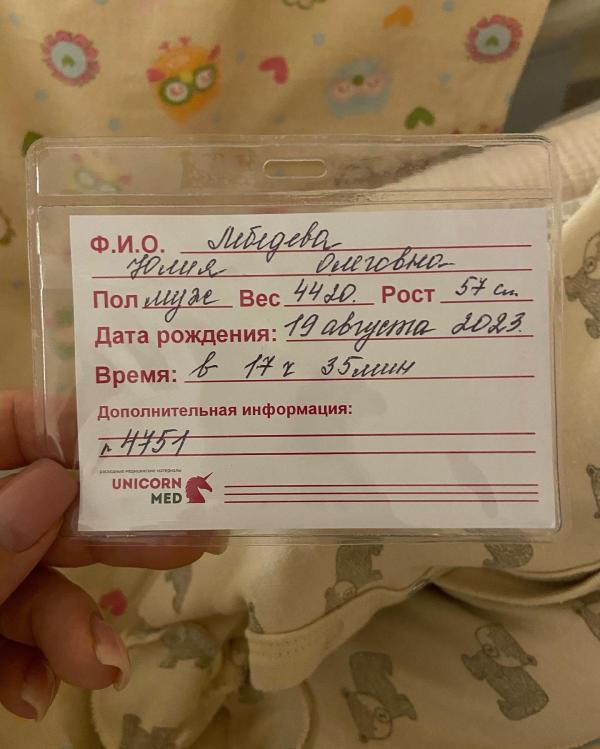 Ф.И.О. Лебедева
Юлия Олеговна
Пол муж Вес 4420. Рост 57 см.
Дата рождения: 19 августа 2023.
Время: в 17 ч 35 мин
Дополнительная информация:
4751
расходные медицинские материалы
UNICORN
MED